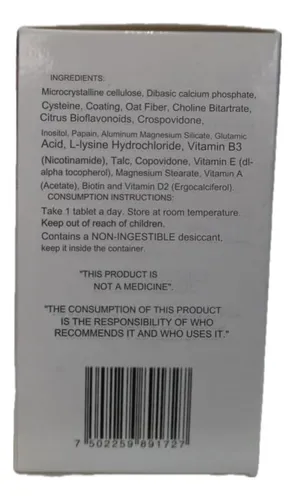 INGREDIENTS:
Microcrystalline cellulose, Dibasic calcium phosphate,
Cysteine, Coating, Oat Fiber, Choline Bitartrate,
Citrus Bioflavonoids, Crospovidone,
Inositol, Papain, Aluminum Magnesium Silicate, Glutamic
Acid, L-lysine Hydrochloride, Vitamin B3
(Nicotinamide), Talc, Copovidone, Vitamin E (dl-
alpha tocopherol), Magnesium Stearate, Vitamin A
(Acetate), Biotin and Vitamin D2 (Ergocalciferol).
CONSUMPTION INSTRUCTIONS:
Take 1 tablet a day. Store at room temperature.
Keep out of reach of children.
Contains a NON-INGESTIBLE desiccant,
keep it inside the container.
"THIS PRODUCT IS
NOT A MEDICINE".
"THE CONSUMPTION OF THIS PRODUCT
IS THE RESPONSIBILITY OF WHO
RECOMMENDS IT AND WHO USES IT."
7 502259 891727